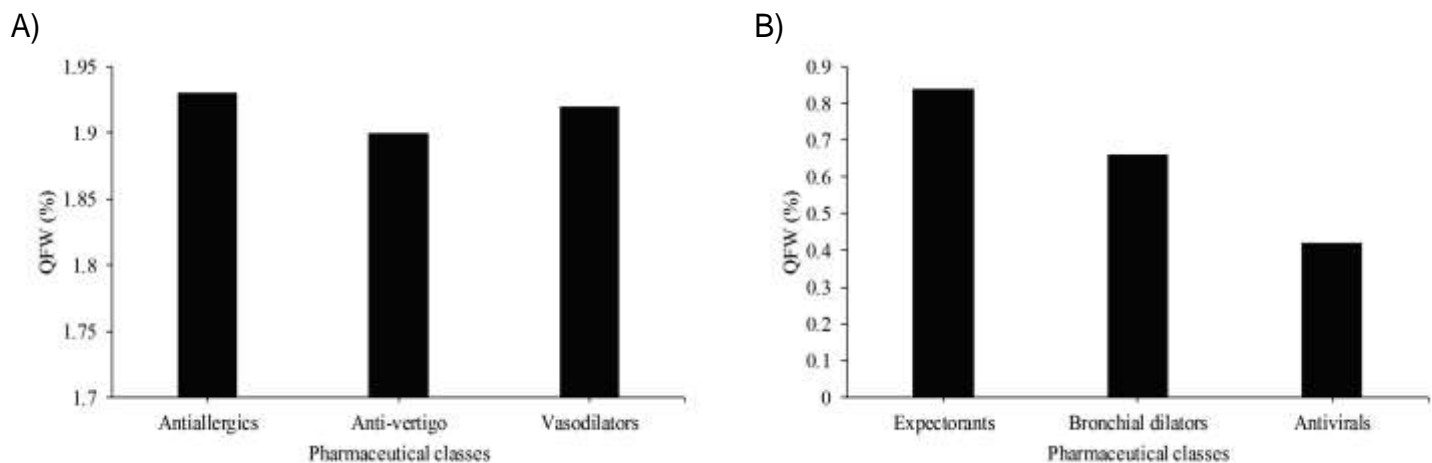 A)
1.95
1.9
1.85
1.8
1.75
1.7
QFW (%)
Antiallergics Anti-vertigo Vasodilators
Pharmaceutical classes
B)
0.9
0.8
0.7
0.6
0.5
0.4
0.3
0.2
0.1
0
QFW (%)
Expectorants Bronchial dilators Antivirals
Pharmaceutical classes